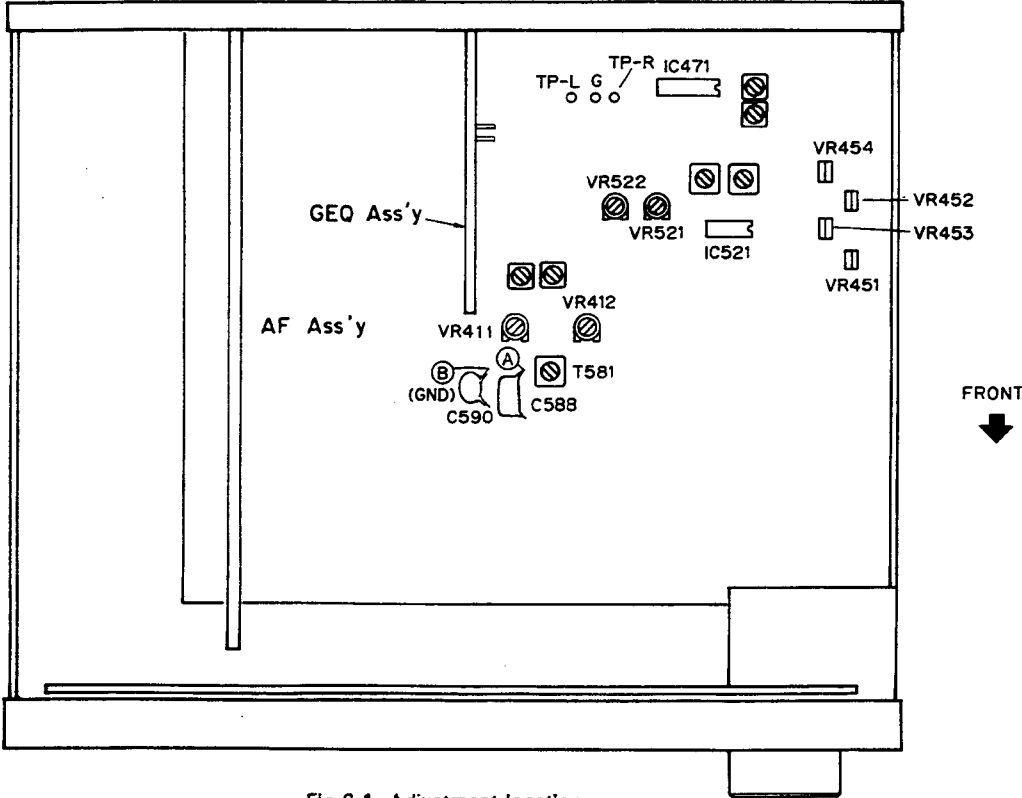 TP-R
IC471
TP-L G
VR454
VR522
VR452
GEQ Ass'y
VR521
VR453
IC521
VR451
VR412
AF Ass'y
VR411
A
B
T581
(GND)
C590
C588
FRONT